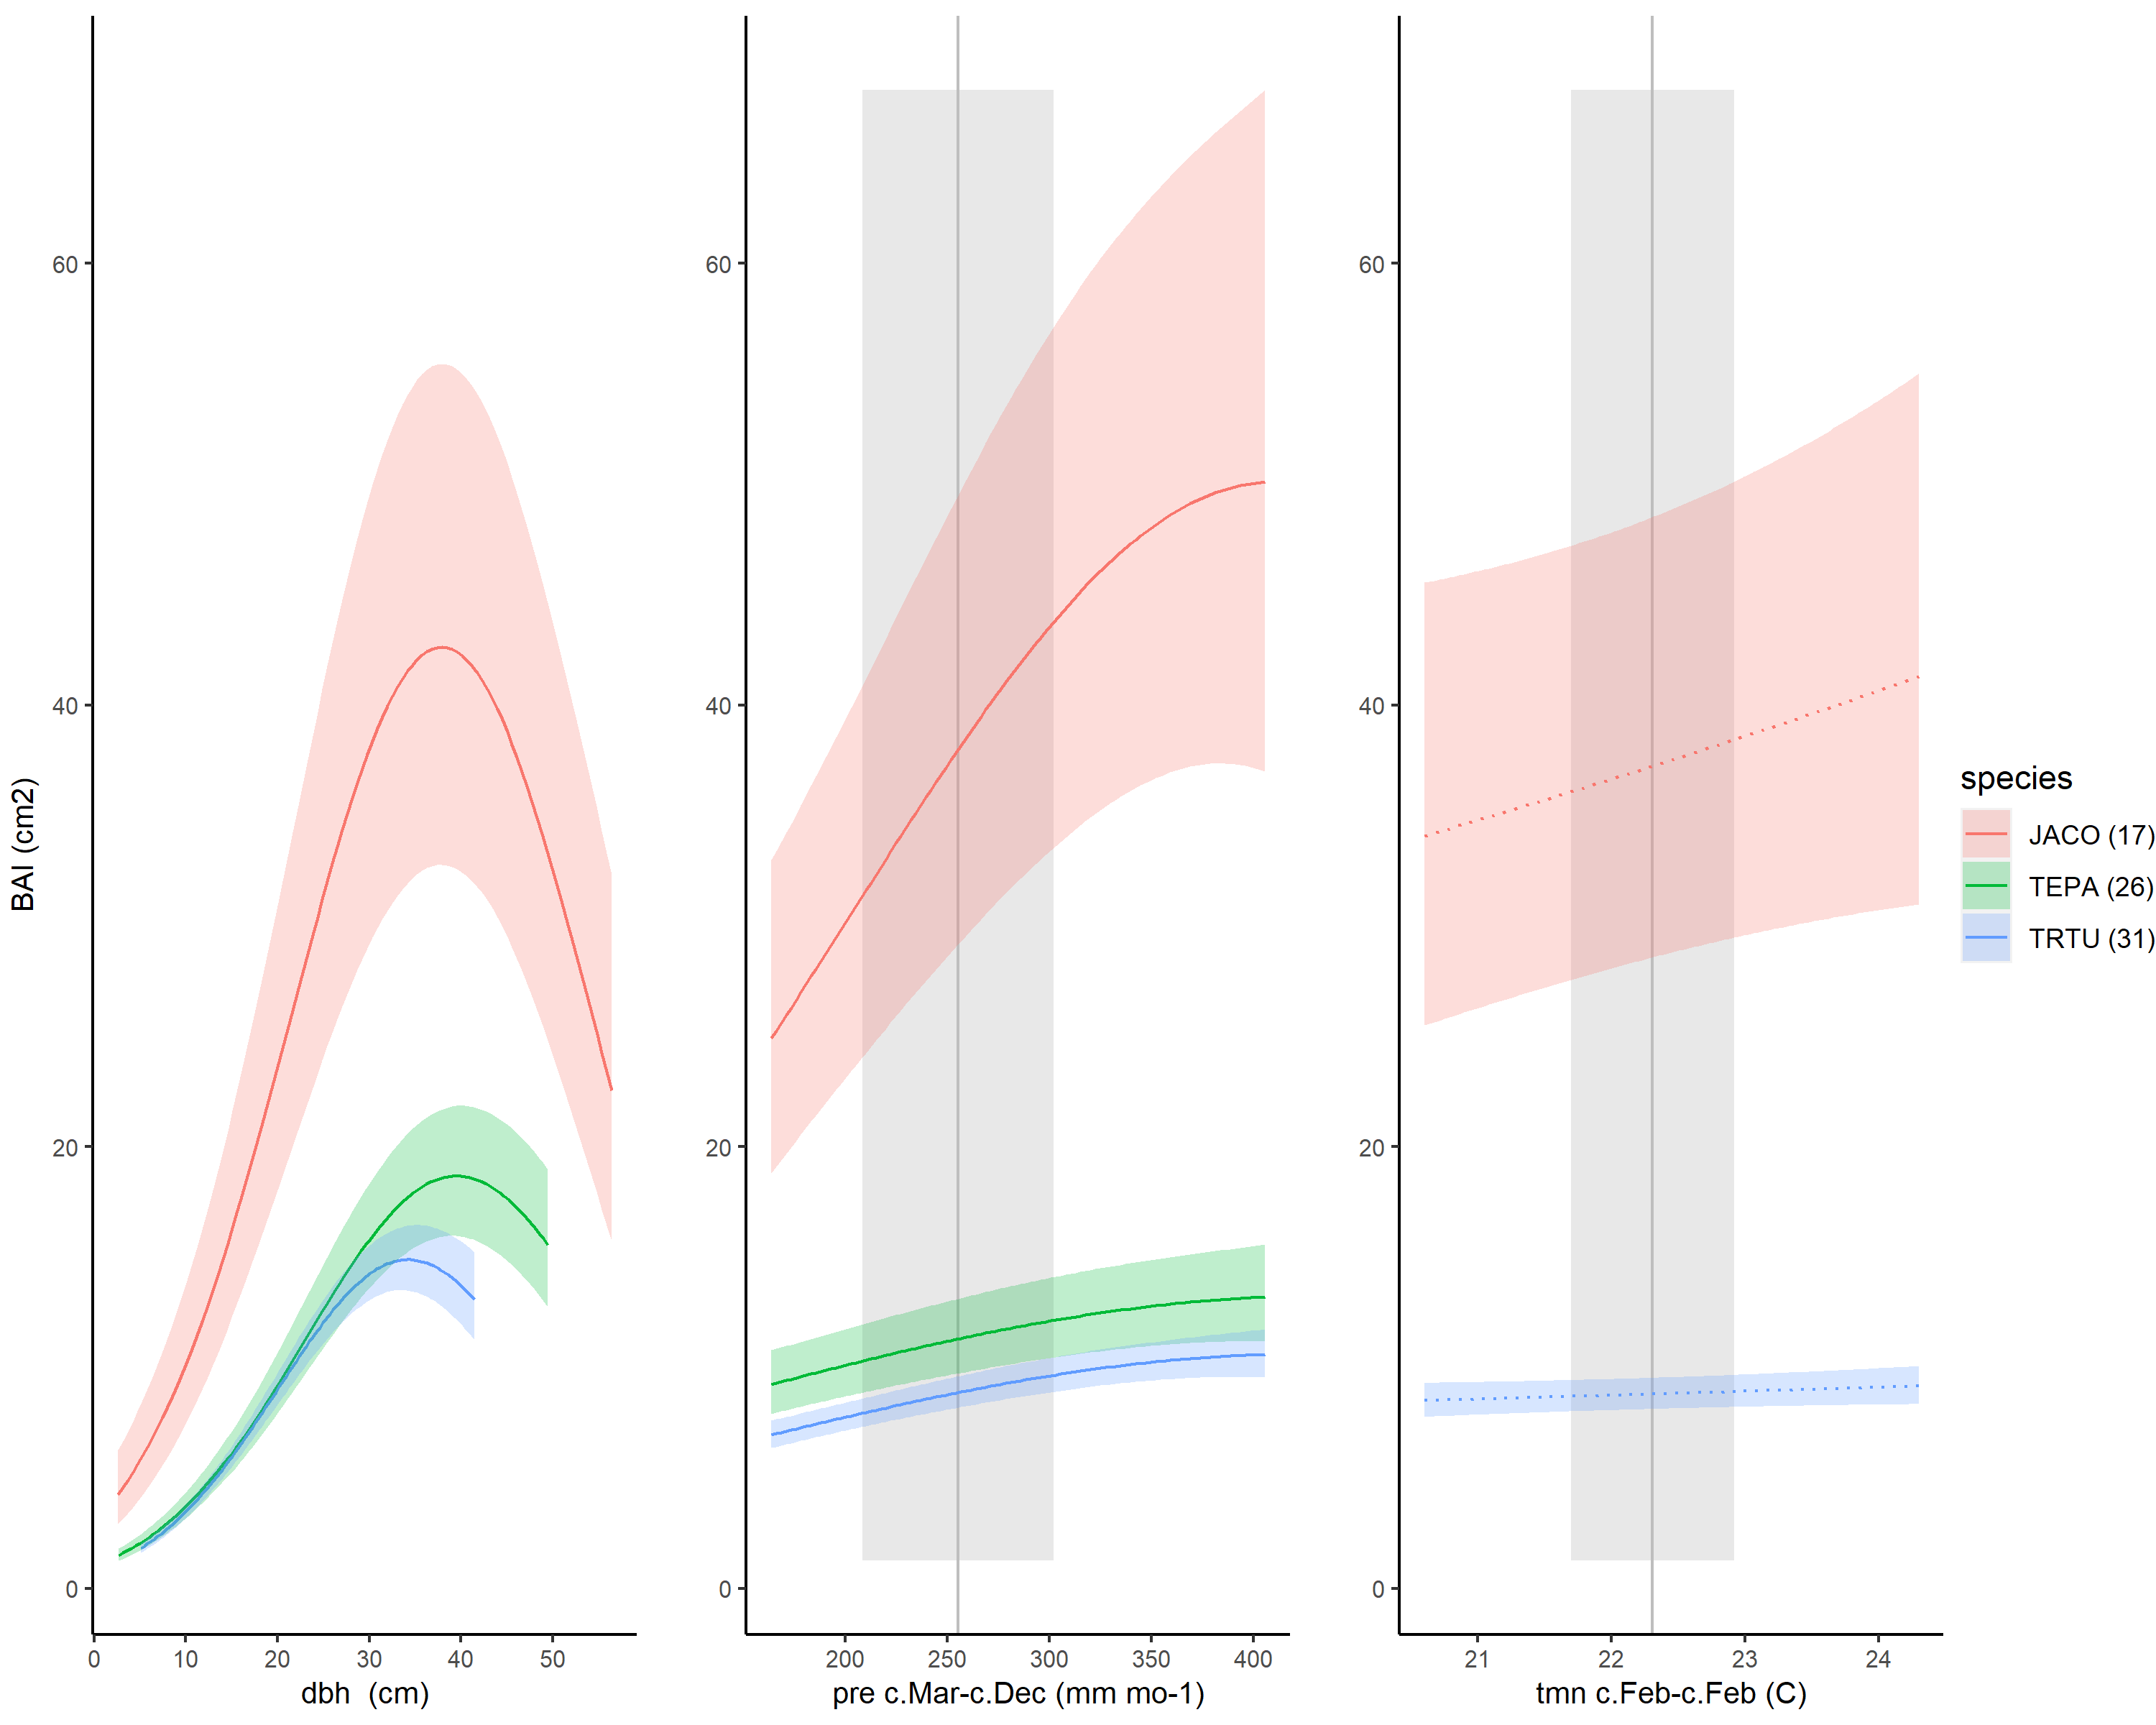 BAI (cm2)
60
40
20
0
0 10 20 30 40 50
dbh  (cm)
60
40
20
0
200 250 300 350 400
pre c.Mar-c.Dec (mm mo-1)
60
40
20
0
21 22 23 24
tmn c.Feb-c.Feb (C)
species
JACO (17)
TEPA (26)
TRTU (31)